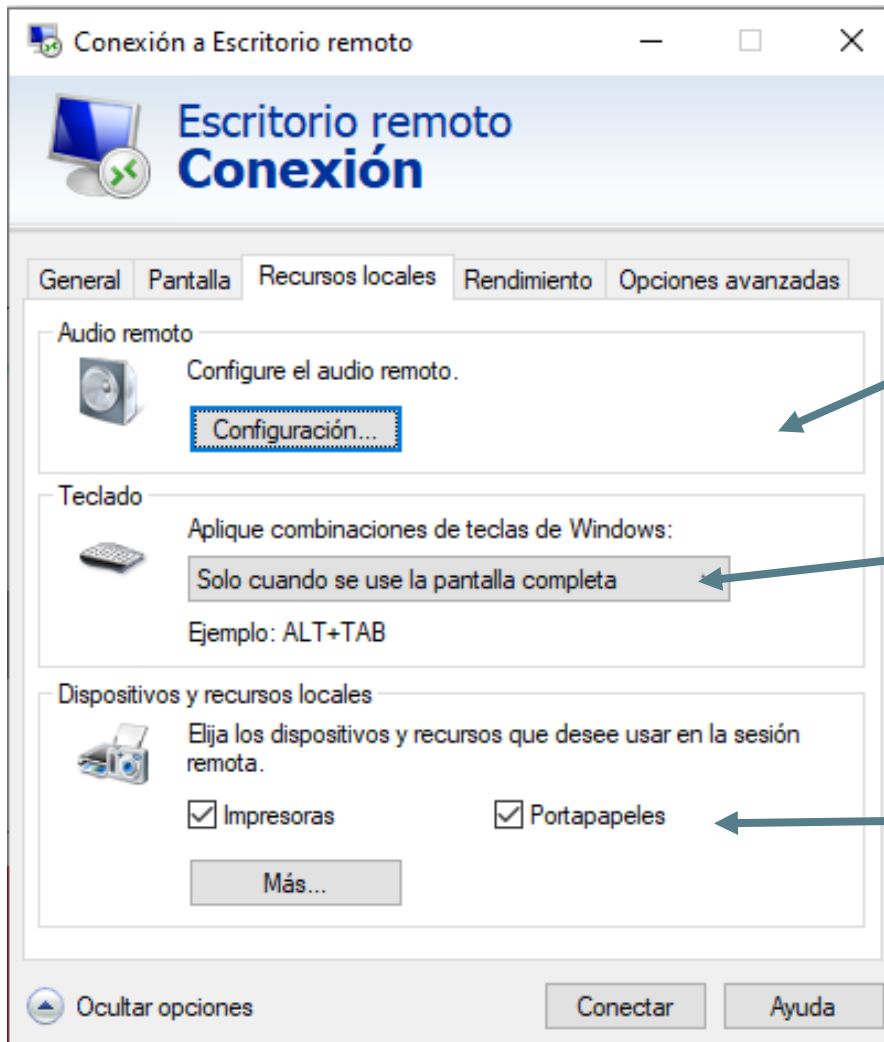 Conexión a Escritorio remoto
Escritorio remoto
Conexión
General Pantalla Recursos locales Rendimiento Opciones avanzadas
Audio remoto
Configure el audio remoto.
Configuración...
Teclado
Aplique combinaciones de teclas de Windows:
Solo cuando se use la pantalla completa
Ejemplo: ALT+TAB
Dispositivos y recursos locales
Elija los dispositivos y recursos que desee usar en la sesión
remota.
Impresoras Portapapeles
Más...
Ocultar opciones Conectar Ayuda